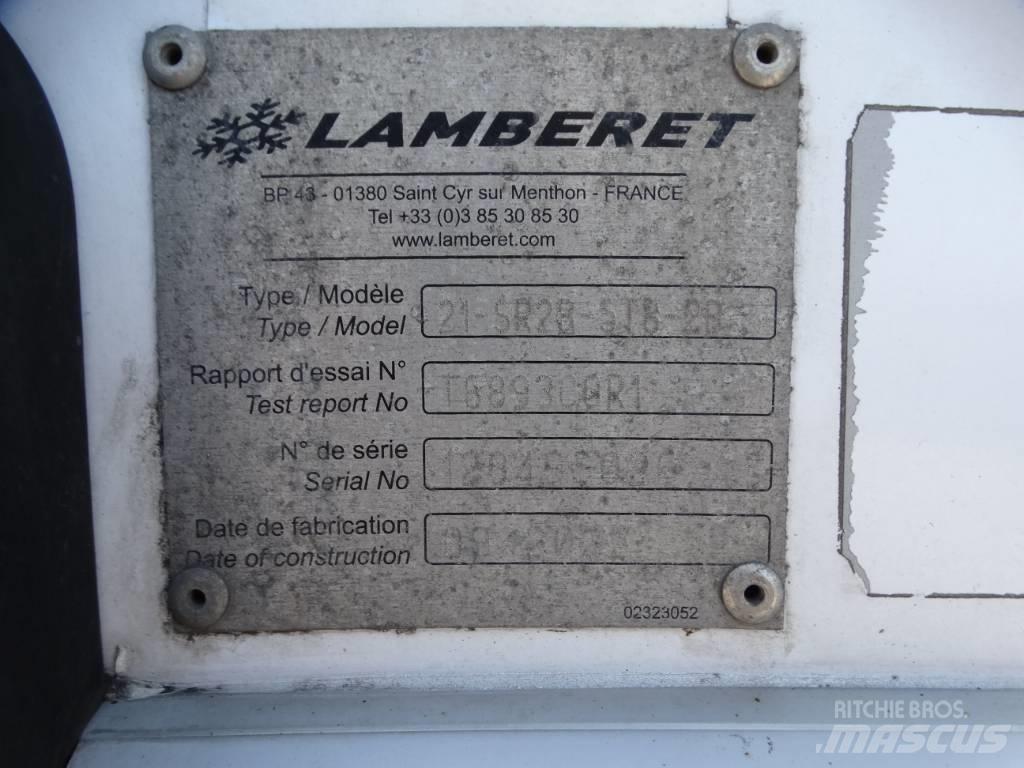 LAMBERET
BP 43 - 01380 Saint Cyr sur Menthon - FRANCE
Tel +33 (0)3 85 30 85 30
www.lamberet.com
Type / Modèle
Type / Model
Rapport d'essai N°
Test report No
N° de série
Serial No
Date de fabrication
Date of construction
02323052
RITCHIE BROS.
MASCUS